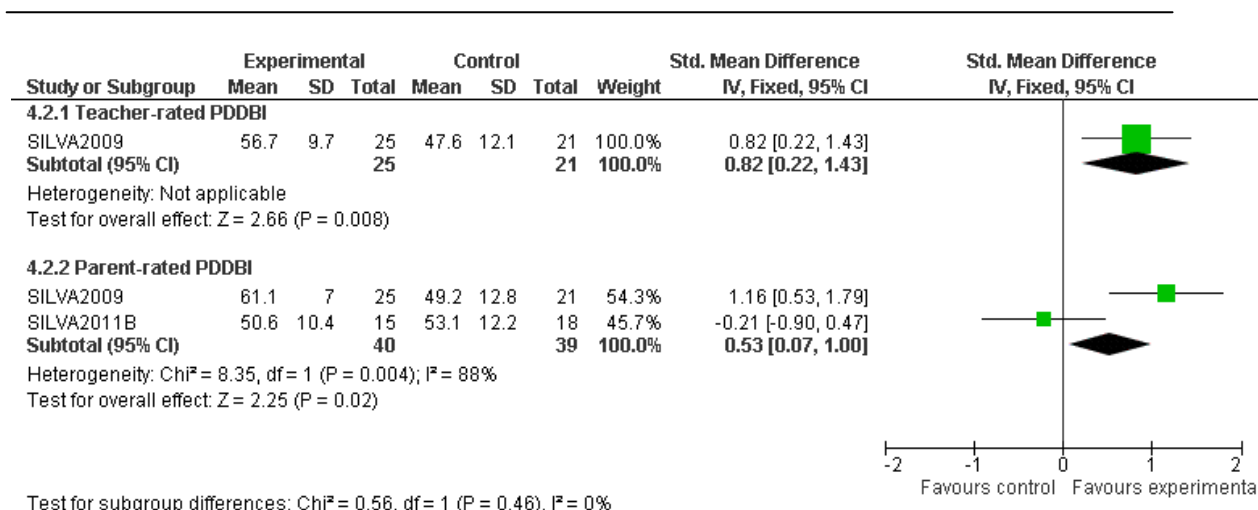 Experimental Control Std. Mean Difference Std. Mean Difference
Study or Subgroup Mean SD Total Mean SD Total Weight IV, Fixed, 95% CI IV, Fixed, 95% CI
4.2.1 Teacher-rated PDDBI
SILVA2009 56.7 9.7 25 47.6 12.1 21 100.0% 0.82 [0.22, 1.43]
Subtotal (95% CI) 25 21 100.0% 0.82 [0.22, 1.43]
Heterogeneity: Not applicable
Test for overall effect: Z = 2.66 (P = 0.008)
4.2.2 Parent-rated PDDBI
SILVA2009 61.1 7 25 49.2 12.8 21 54.3% 1.16 [0.53, 1.79]
SILVA2011B 50.6 10.4 15 53.1 12.2 18 45.7% -0.21 [-0.90, 0.47]
Subtotal (95% CI) 40 39 100.0% 0.53 [0.07, 1.00]
Heterogeneity: Chi² = 8.35, df = 1 (P = 0.004); I² = 88%
Test for overall effect: Z = 2.25 (P = 0.02)
-2 -1 0 1 2
Favours control Favours experimenta
Test for subgroup differences: Chi² = 0.56, df = 1 (P = 0.46), I² = 0%